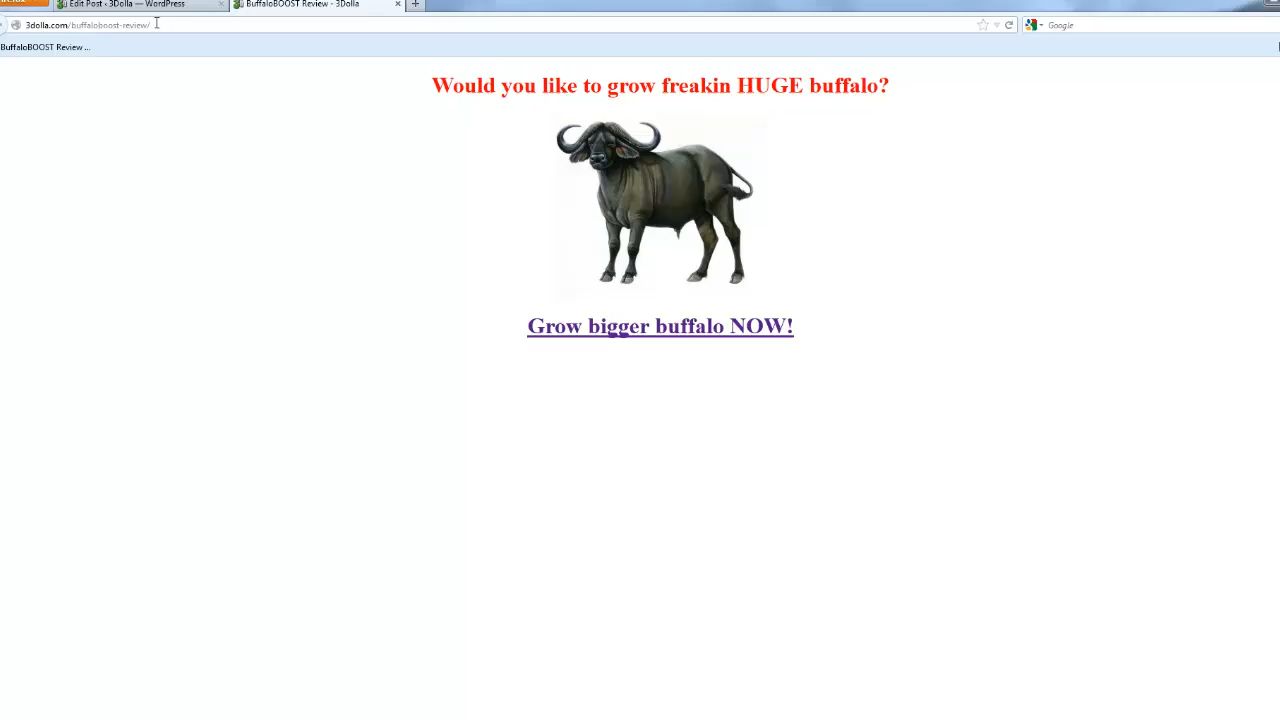 Edit Post ‹ 3Dolla — WordPress
BuffaloBOOST Review - 3Dolla
3dolla.com/buffaloboost-review/
Google
BuffaloBOOST Review ...
Would you like to grow freakin HUGE buffalo?
Grow bigger buffalo NOW!